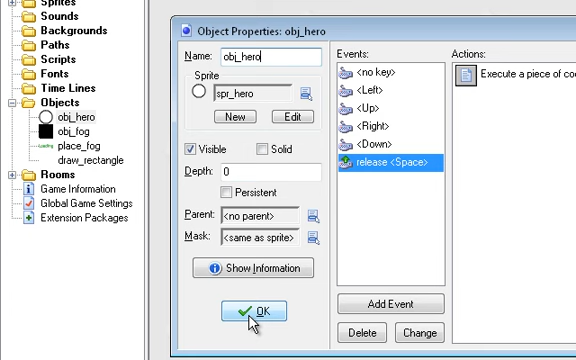 Sprites
Sounds
Backgrounds
Paths
Scripts
Fonts
Time Lines
Objects
obj_hero
obj_fog
place_fog
draw_rectangle
Rooms
Game Information
Global Game Settings
Extension Packages
Object Properties: obj_hero
Name: obj_hero
Sprite
spr_hero
New Edit
Visible Solid
Depth: 0
Persistent
Parent: <no parent>
Mask: <same as sprite>
Show Information
OK
Events:
<no key>
<Left>
<Up>
<Right>
<Down>
release <Space>
Add Event
Delete Change
Actions:
Execute a piece of co